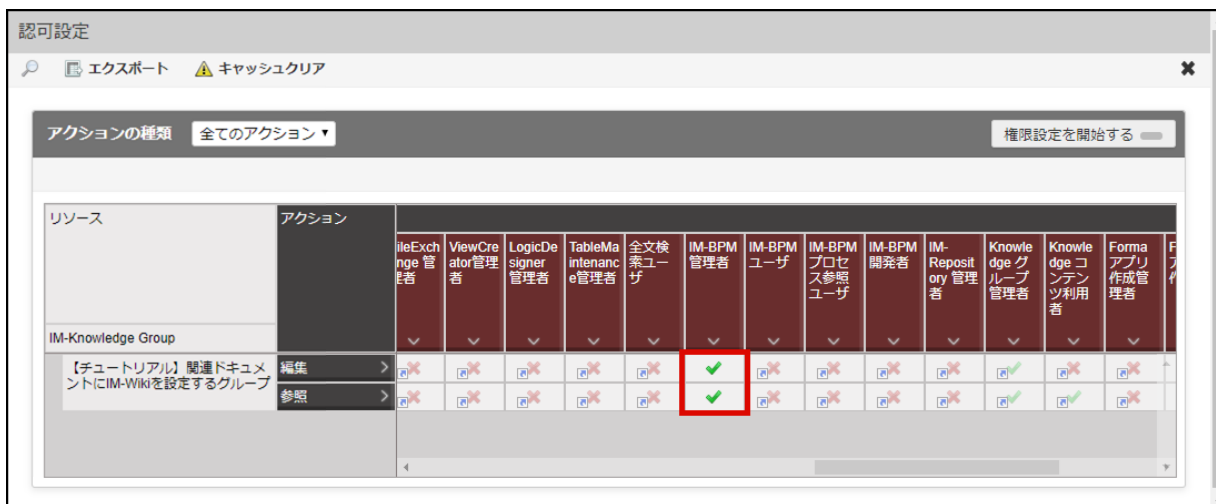 認可設定
エクスポート キャッシュクリア
アクションの種類 全てのアクション 権限設定を開始する
リソース アクション
ileExch
nge 管
ViewCre
ator管理
者
LogicDe
signer
管理者
TableMa
intenanc
e管理者
全文検
索ユー
ザ
IM-BPM
管理者
IM-BPM
ユーザ
IM-BPM
プロセ
ス参照
ユーザ
IM-BPM
開発者
IM-
Reposit
ory 管理
者
Knowle
dge グ
ループ
管理者
Knowle
dge コ
ンテン
ツ利用
者
Forma
アプリ
作成管
理者
IM-Knowledge Group
【チュートリアル】関連ドキュメ
ントにIM-Wikiを設定するグループ
編集
参照